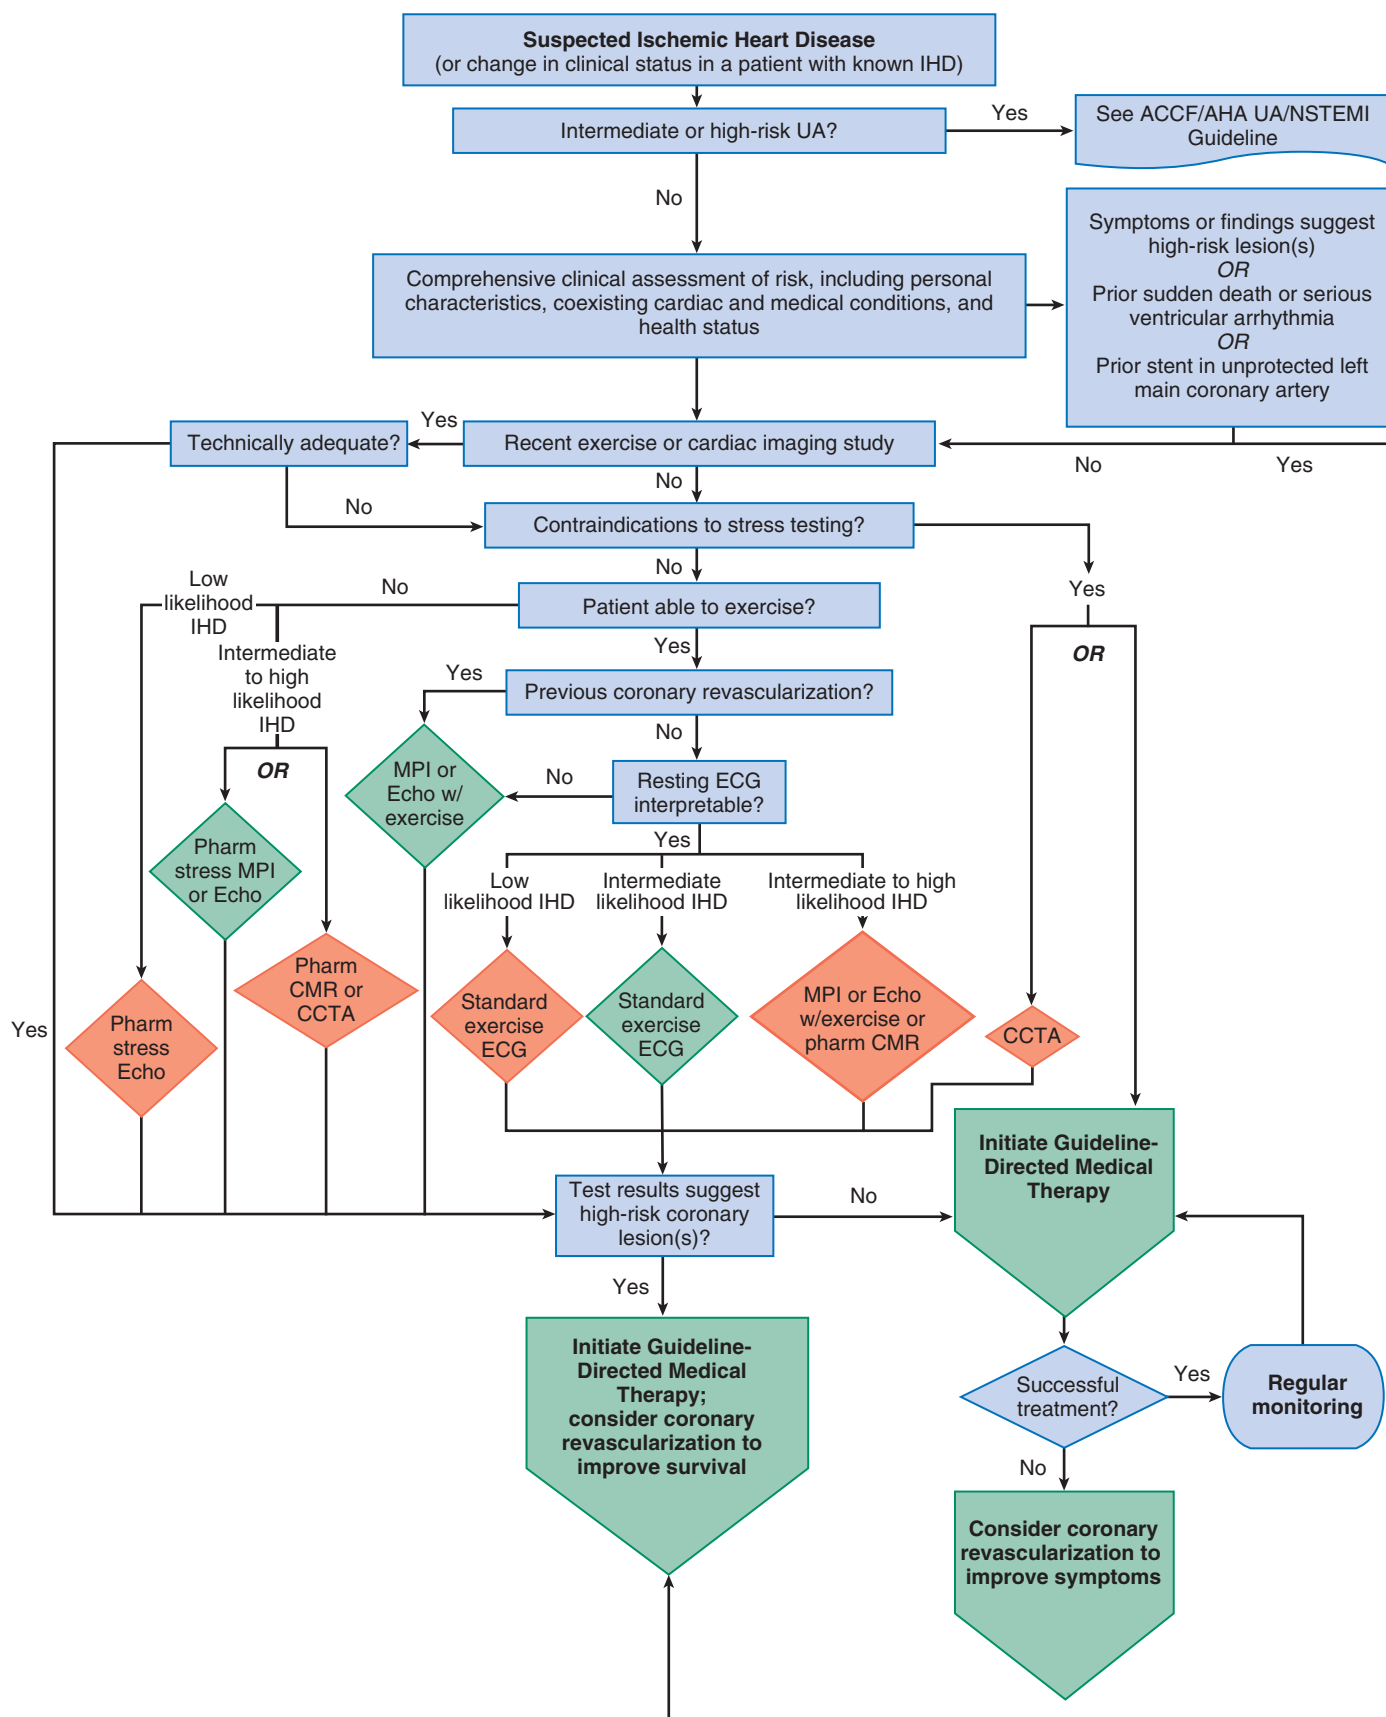 Suspected Ischemic Heart Disease
(or change in clinical status in a patient with known IHD)
Intermediate or high-risk UA?
Yes
See ACCF/AHA UA/NSTEMI
Guideline
No
Symptoms or findings suggest
high-risk lesion(s)
OR
Prior sudden death or serious
ventricular arrhythmia
OR
Prior stent in unprotected left
main coronary artery
Comprehensive clinical assessment of risk, including personal
characteristics, coexisting cardiac and medical conditions, and
health status
Technically adequate?
Yes
Recent exercise or cardiac imaging study
No
Yes
No
No
Contraindications to stress testing?
No
Yes
OR
Low
likelihood
IHD
No
Patient able to exercise?
Intermediate
to high
likelihood
IHD
OR
Yes
Yes
Previous coronary revascularization?
No
MPI or
Echo w/
exercise
No
Resting ECG
interpretable?
Yes
Pharm
stress MPI
or Echo
Low
likelihood IHD
Intermediate
likelihood IHD
Intermediate to high
likelihood IHD
Pharm
CMR or
CCTA
Yes
Pharm
stress
Echo
Standard
exercise
ECG
Standard
exercise
ECG
MPI or Echo
w/exercise or
pharm CMR
CCTA
Initiate Guideline-
Directed Medical
Therapy
Test results suggest
high-risk coronary
lesion(s)?
No
Yes
Initiate Guideline-
Directed Medical
Therapy;
consider coronary
revascularization to
improve survival
Successful
treatment?
Yes
Regular
monitoring
No
Consider coronary
revascularization to
improve symptoms